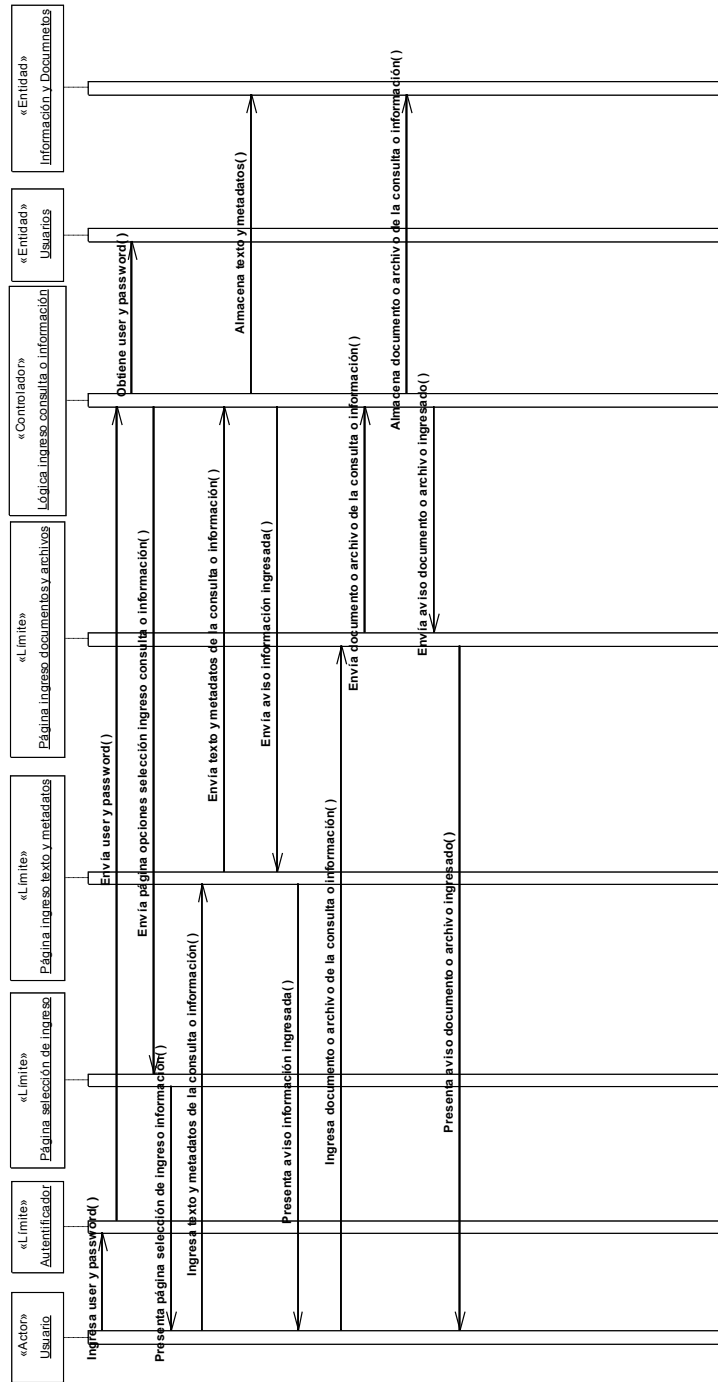 «Actor»
Usuario
«Límite»
Autentificador
«Límite»
Página selección de ingreso
«Límite»
Página ingreso texto y metadatos
«Límite»
Página ingreso documentos y archivos
«Controlador»
Lógica ingreso consulta o información
«Entidad»
Usuarios
«Entidad»
Información y Documnetos
Ingresa user y password( )
Envía user y password( )
Obtiene user y password( )
Envía página opciones selección ingreso consulta o información( )
Presenta página selección de ingreso información( )
Ingresa texto y metadatos de la consulta o información( )
Envía texto y metadatos de la consulta o información( )
Almacena texto y metadatos( )
Envía aviso información ingresada( )
Presenta aviso información ingresada( )
Ingresa documento o archivo de la consulta o información( )
Envía documento o archivo de la consulta o información( )
Almacena documento o archivo de la consulta o información( )
Envía aviso documento o archivo ingresado( )
Presenta aviso documento o archivo ingresado( )